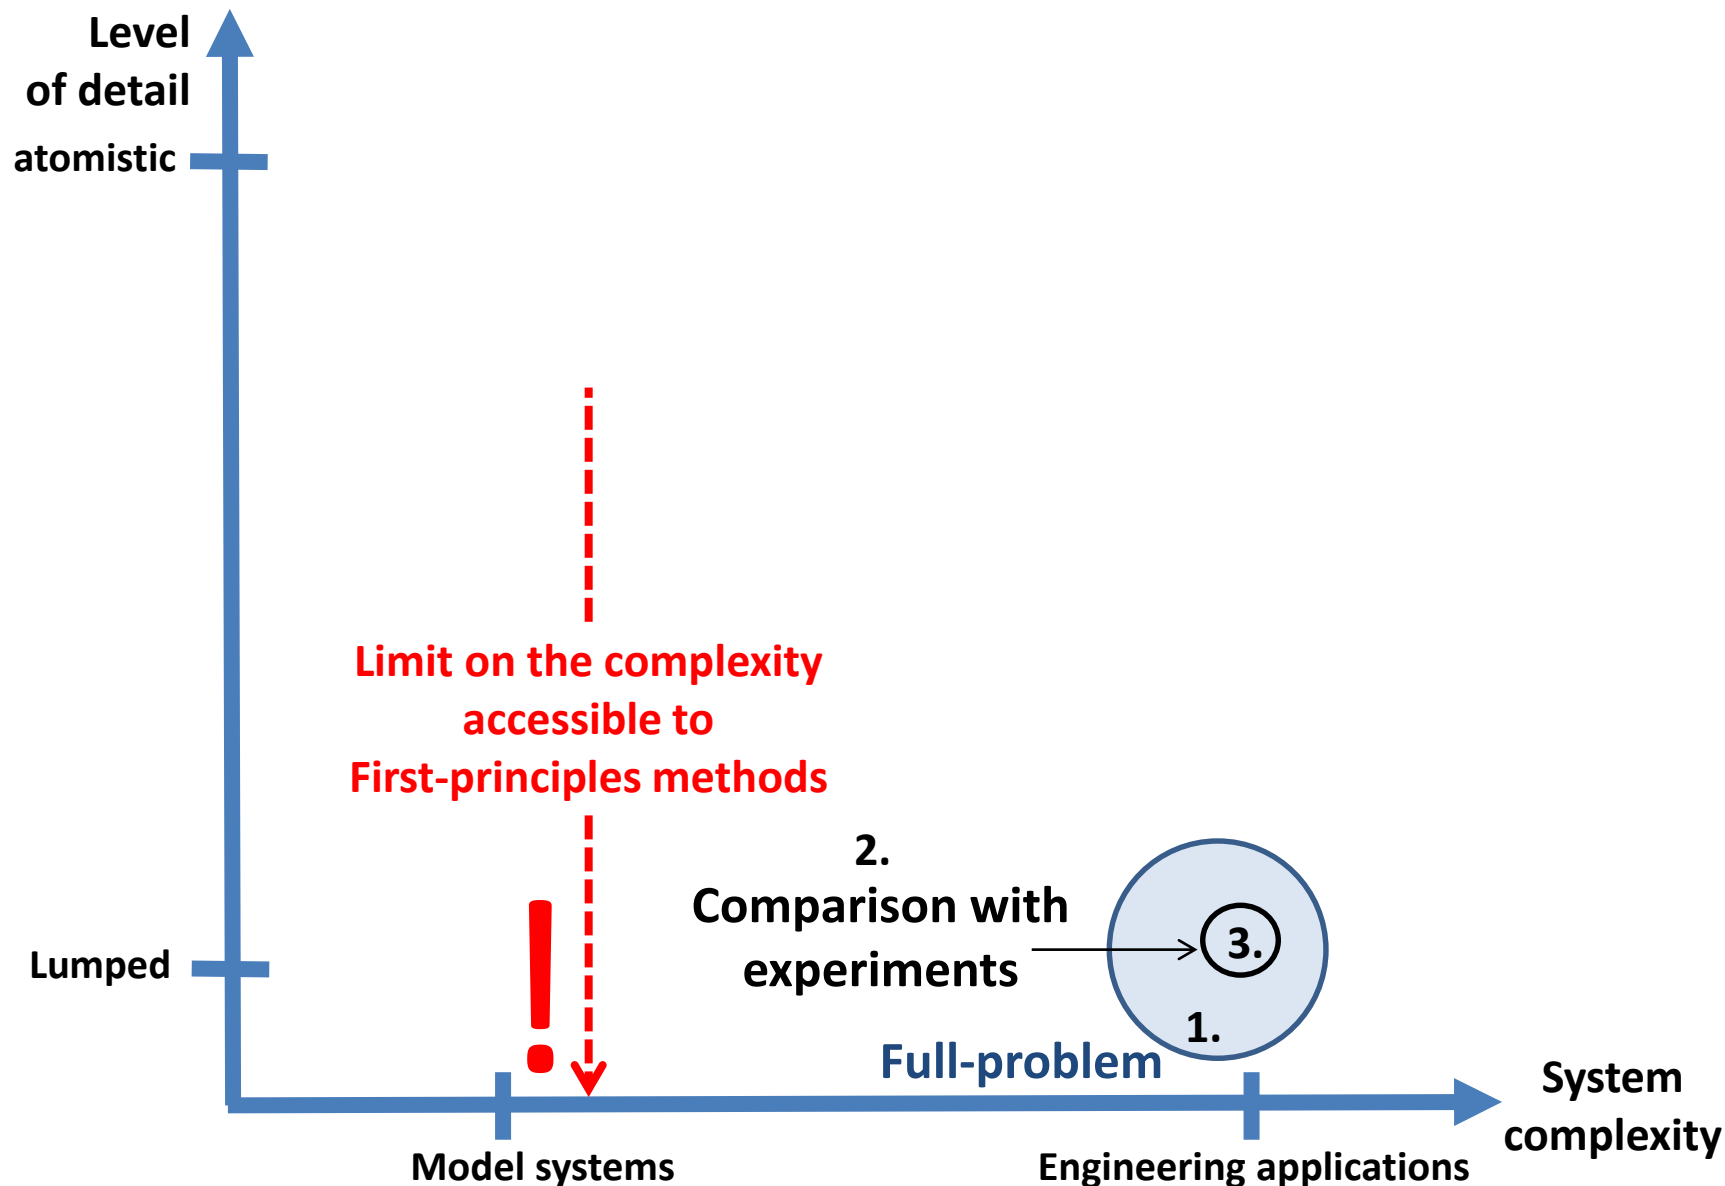 Level
of detail
atomistic
Limit on the complexity
accessible to
First-principles methods
2.
Comparison with
experiments
3.
1.
Lumped
!
Full-problem
System
complexity
Model systems
Engineering applications